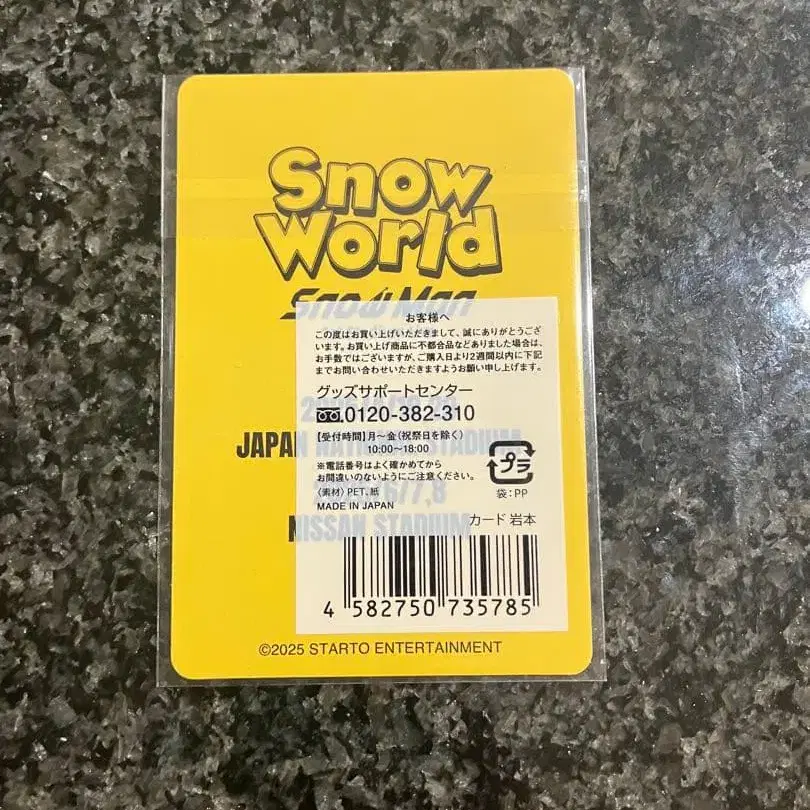 Snow
World
Snow Man
お客様へ
この度はお買い上げいただきまして、誠にありがとうござ
います。お買い上げ商品に不都合品などありました場合は、
お手数ではございますが、ご購入日より2週間以内に下記
までお問い合わせいただきますようお願い申し上げます。
グッズサポートセンター
0120-382-310
【受付時間】月～金(祝祭日を除く)
10:00～18:00
JAPAN NATIONAL STADIUM
※電話番号はよく確かめてから
お間違いのないようにご注意ください。
プラ
〈素材〉PET、紙
袋:PP
MADE IN JAPAN
カード 岩本
NISSAN STADIUM
4 582750 735785
©2025 STARTO ENTERTAINMENT